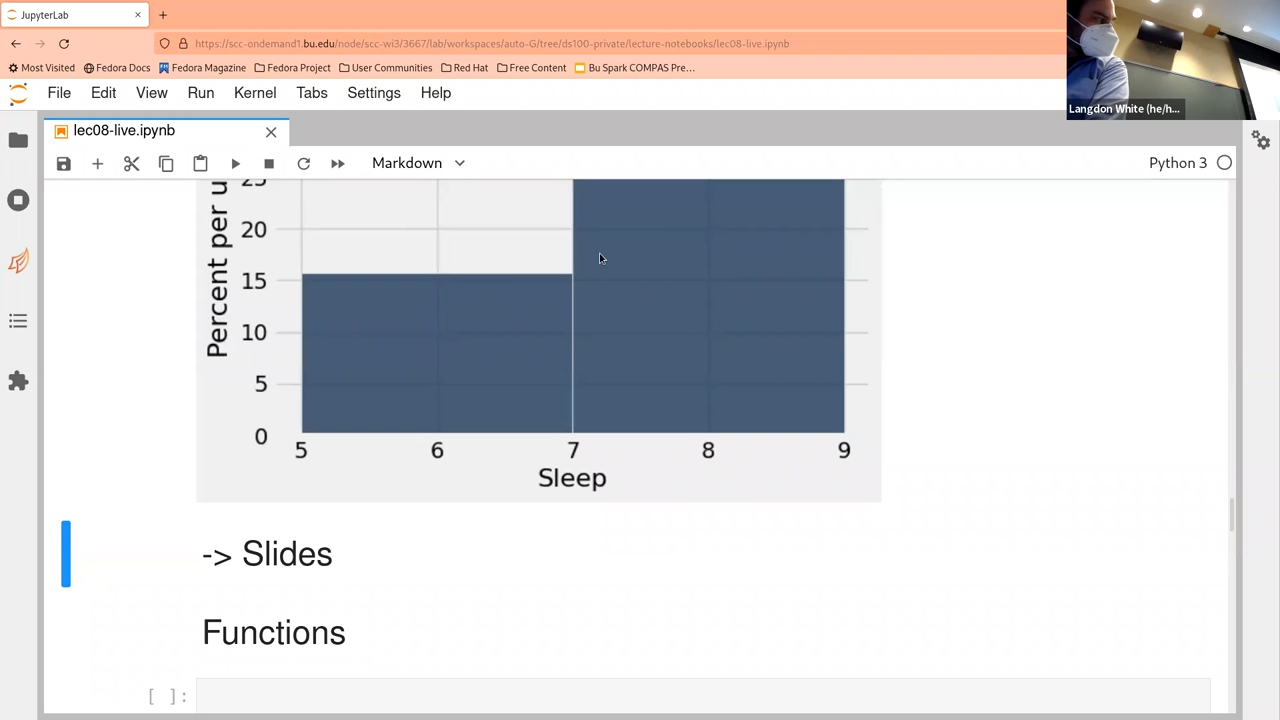 JupyterLab
https://scc-ondemand1.bu.edu/node/scc-wi3/3667/lab/workspaces/auto-G/tree/ds100-private/lecture-notebooks/lec08-live.ipynb
Most Visited Fedora Docs Fedora Magazine Fedora Project User Communities Red Hat Free Content Bu Spark COMPAS Pre…
File Edit View Run Kernel Tabs Settings Help
Langdon White (he/h...
lec08-live.ipynb
Markdown Python 3
Percent per u
25
20
15
10
5
0
5 6 7 8 9
Sleep
-> Slides
Functions
[ ]: